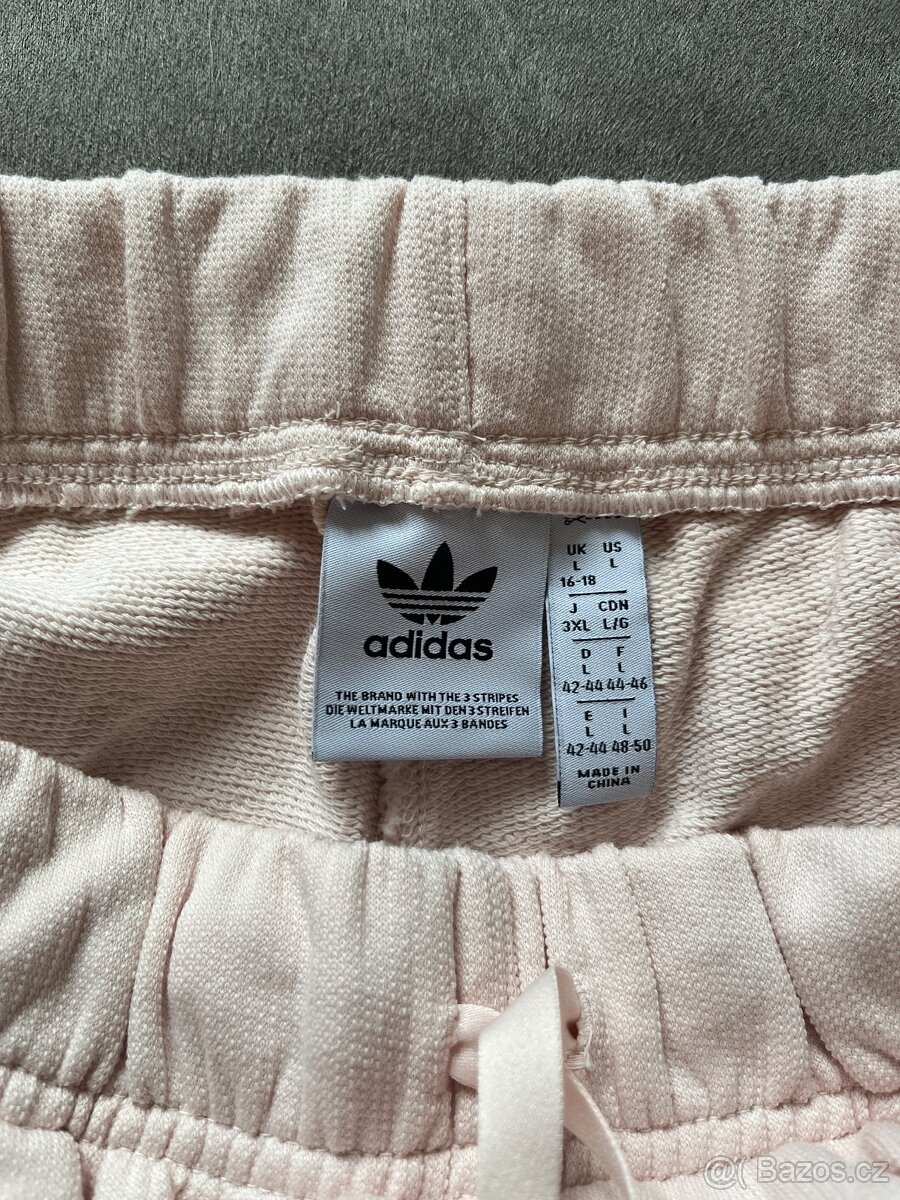 adidas
THE BRAND WITH THE 3 STRIPES
DIE WELTMARKE MIT DEN 3 STREIFEN
LA MARQUE AUX 3 BANDES
UK US
L L
16-18
J CDN
3XL L/G
D F
L L
42-44 44-46
E I
L L
42-44 48-50
MADE IN
CHINA
@ Bazos.cz